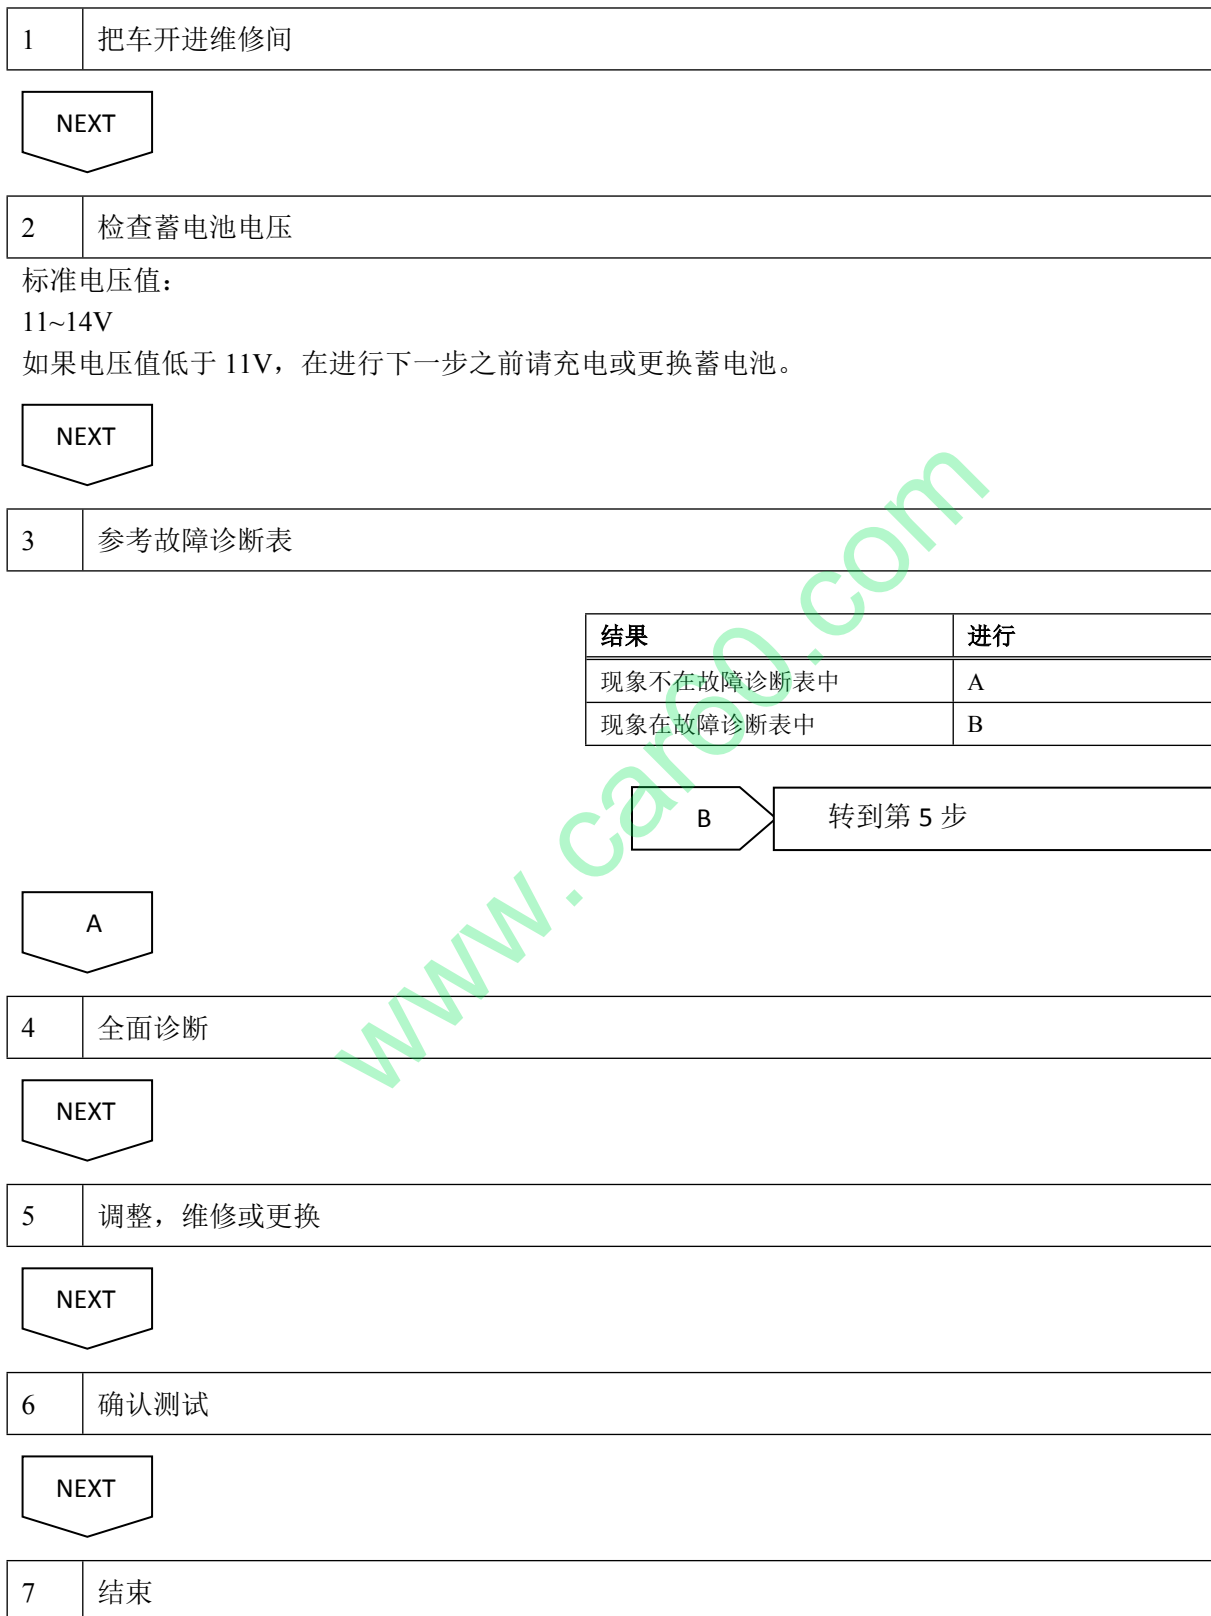 1 把车开进维修间
NEXT
2 检查蓄电池电压
标准电压值：
11~14V
如果电压值低于 11V，在进行下一步之前请充电或更换蓄电池。
NEXT
3 参考故障诊断表
结果 进行
现象不在故障诊断表中 A
现象在故障诊断表中 B
B 转到第 5 步
A
4 全面诊断
NEXT
5 调整，维修或更换
NEXT
6 确认测试
NEXT
7 结束
www.car60.com